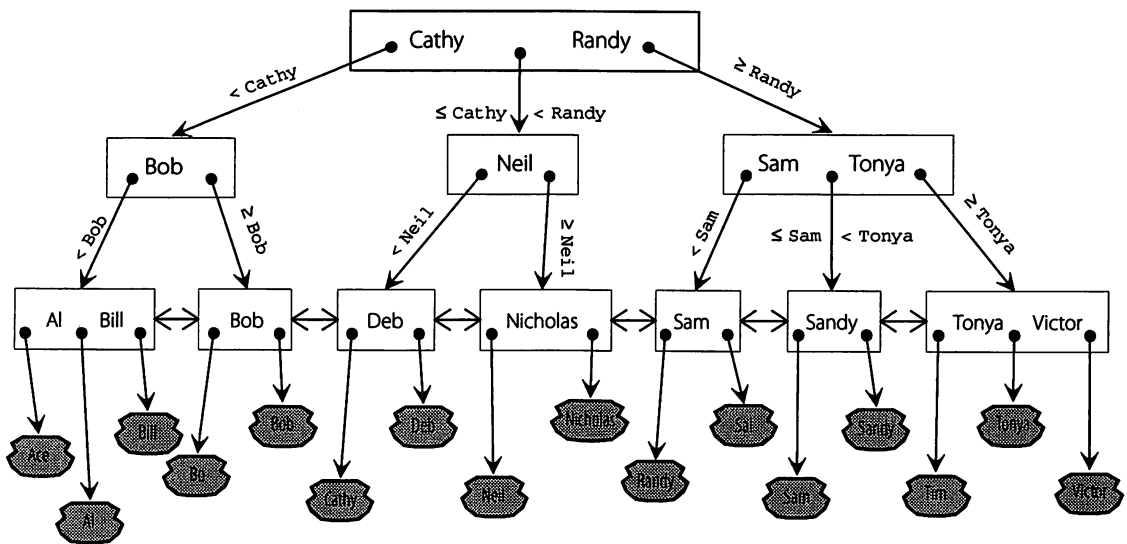 Cathy Randy
< Cathy
≤ Cathy < Randy
≥ Randy
Bob
Neil
Sam Tonya
< Bob
≥ Bob
< Neil
≥ Neil
< Sam
≤ Sam < Tonya
≥ Tonya
Al Bill
Bob
Deb
Nicholas
Sam
Sandy
Tonya Victor
Ace
Al
Bill
Bo
Bob
Cathy
Deb
Neil
Nicholas
Randy
Sal
Sam
Sandy
Tim
Tonya
Victor